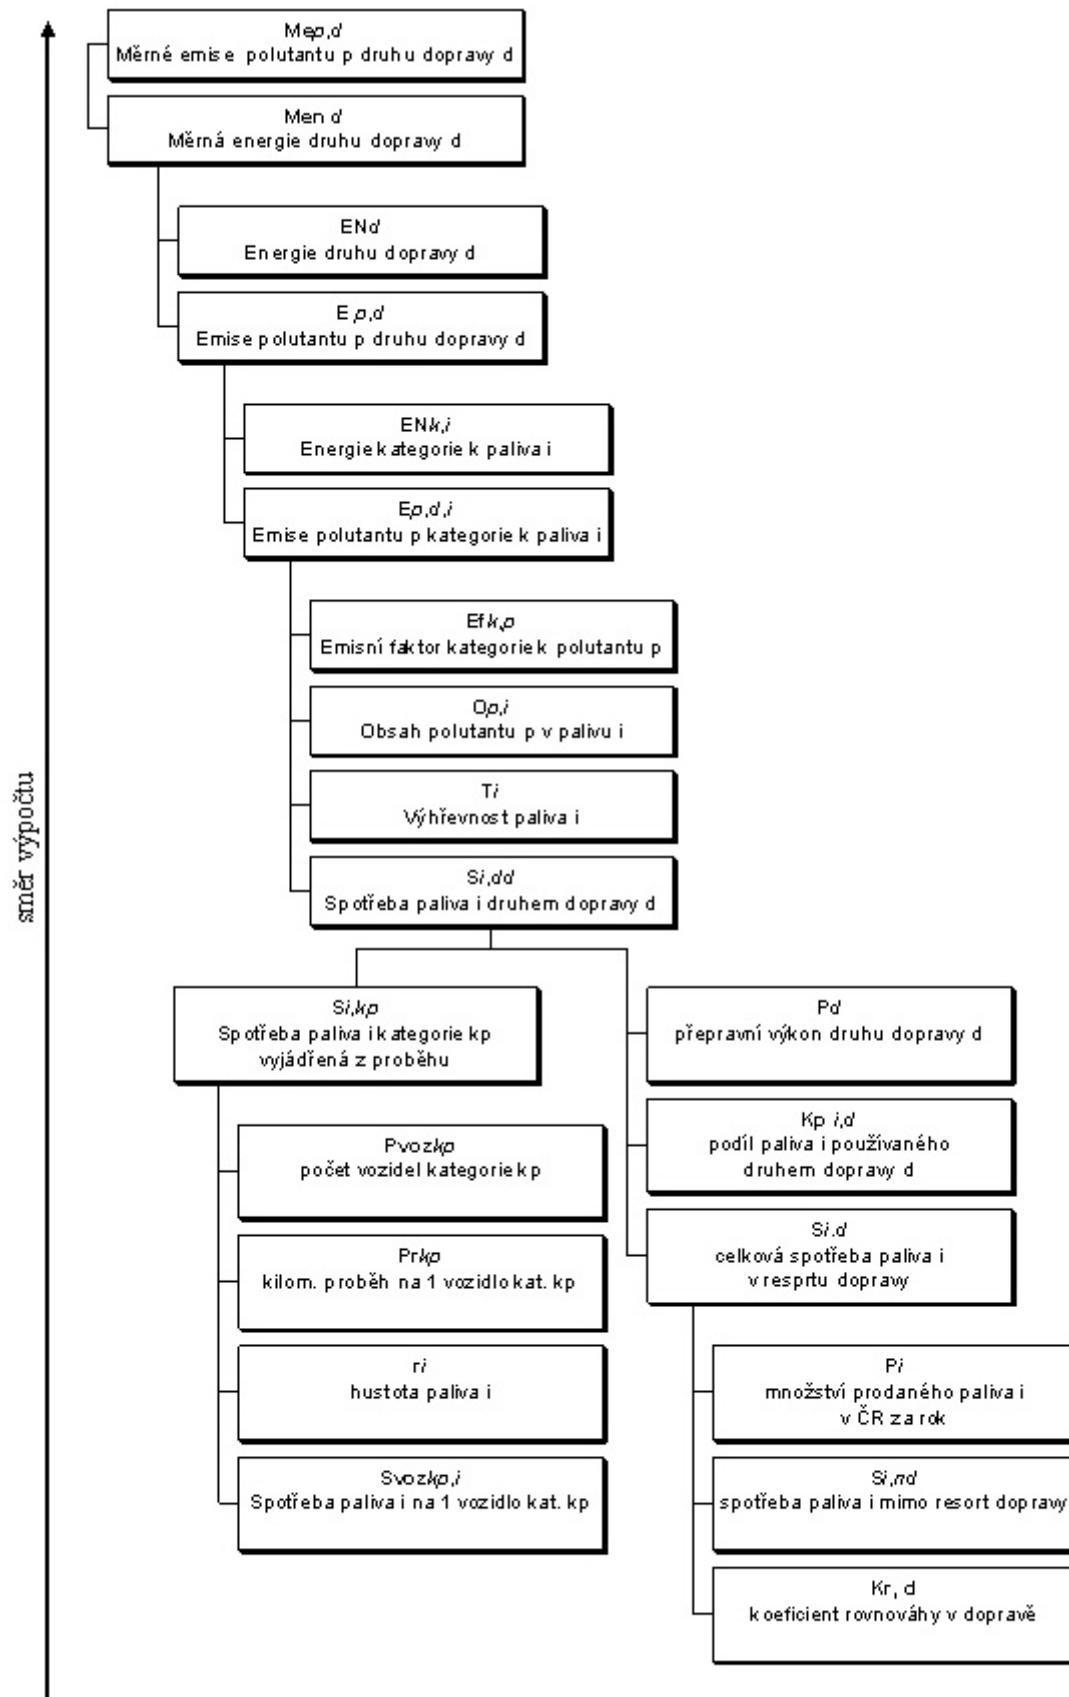 Mep,d
Měrné emise polutantu p druhu dopravy d
Men d
Měrná energie druhu dopravy d
ENd
Energie druhu dopravy d
E p,d
Emise polutantu p druhu dopravy d
ENk,i
Energie kategorie k paliva i
Ep,d,i
Emise polutantu p kategorie k paliva i
Efk,p
Emisní faktor kategorie k polutantu p
Op,i
Obsah polutantu p v palivu i
Ti
Výhřevnost paliva i
Si,dd
Spotřeba paliva i druhem dopravy d
směr výpočtu
Si,kp
Spotřeba paliva i kategorie kp
vyjádřená z proběhu
Pvozkp
počet vozidel kategorie kp
Prkp
kilom. proběh na 1 vozidlo kat. kp
ri
hustota paliva i
Svozkp,i
Spotřeba paliva i na 1 vozidlo kat. kp
Pd
přepravní výkon druhu dopravy d
Kp i,d
podíl paliva i používaného
druhem dopravy d
Si.d
celková spotřeba paliva i
v resprtu dopravy
Pi
množství prodaného paliva i
v ČR za rok
Si,nd
spotřeba paliva i mimo resort dopravy
Kr, d
koeficient rovnováhy v dopravě